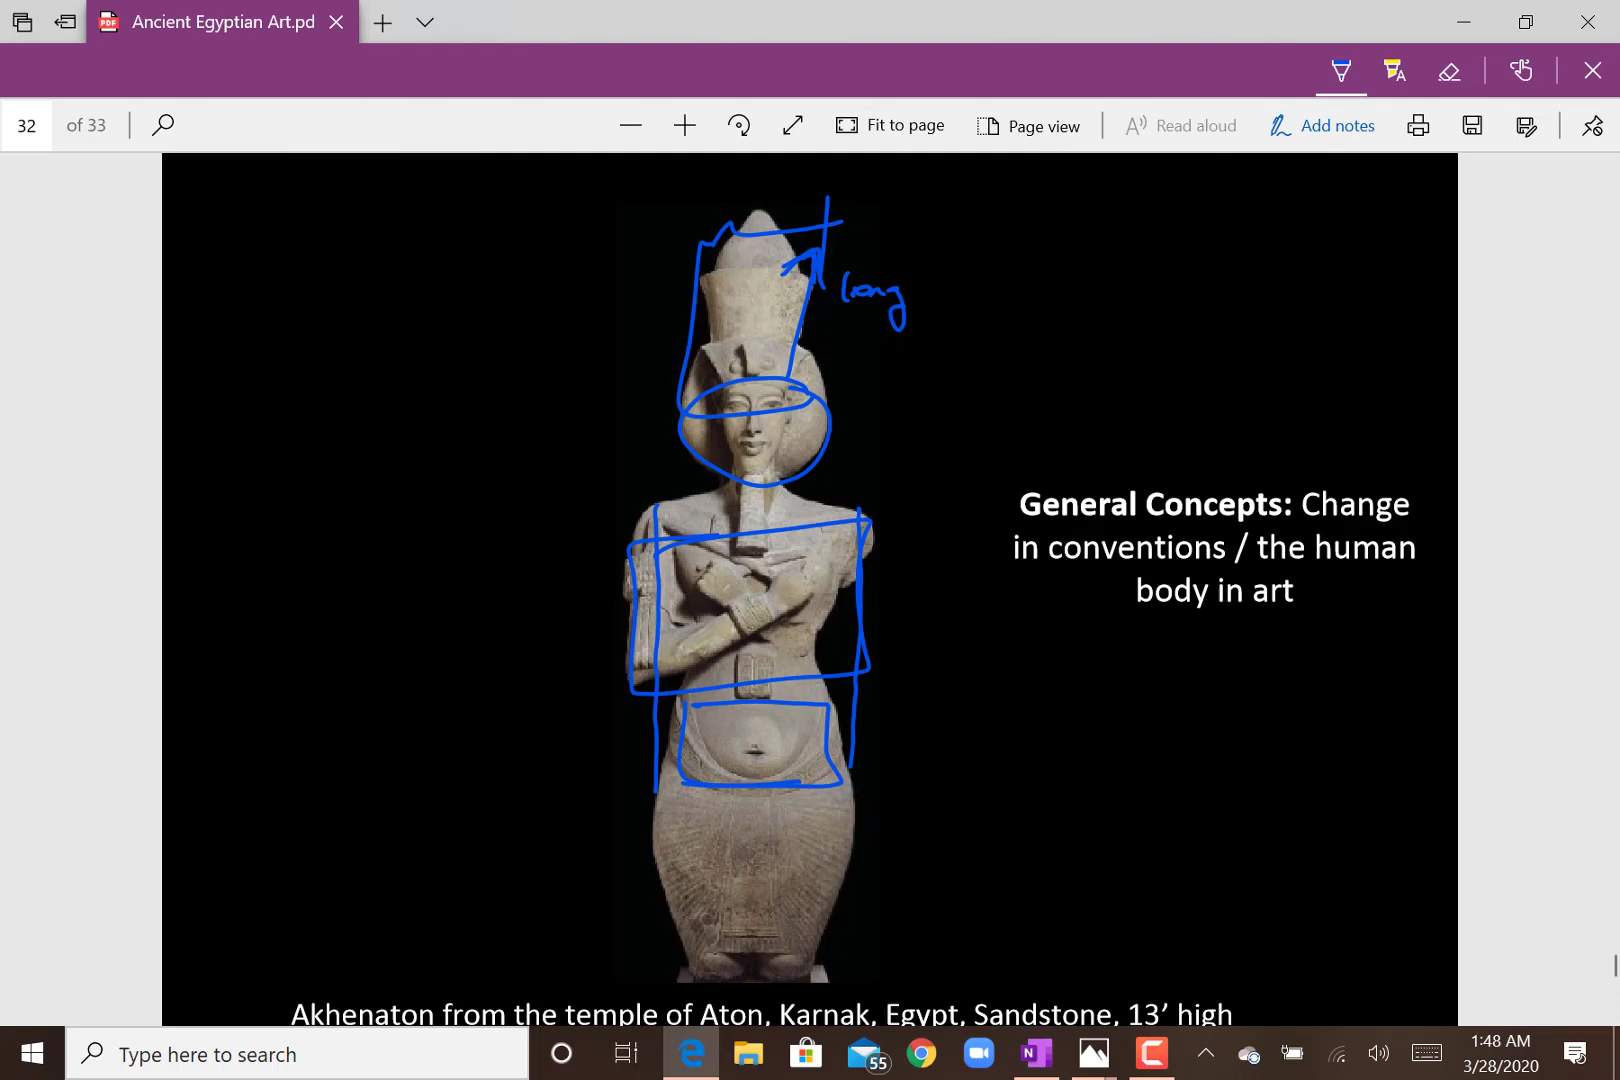 Ancient Egyptian Art.pd
32 of 33
Fit to page
Page view
Read aloud
Add notes
long
General Concepts: Change
in conventions / the human
body in art
Akhenaton from the temple of Aton, Karnak, Egypt, Sandstone, 13’ high
Type here to search
55
1:48 AM
3/28/2020